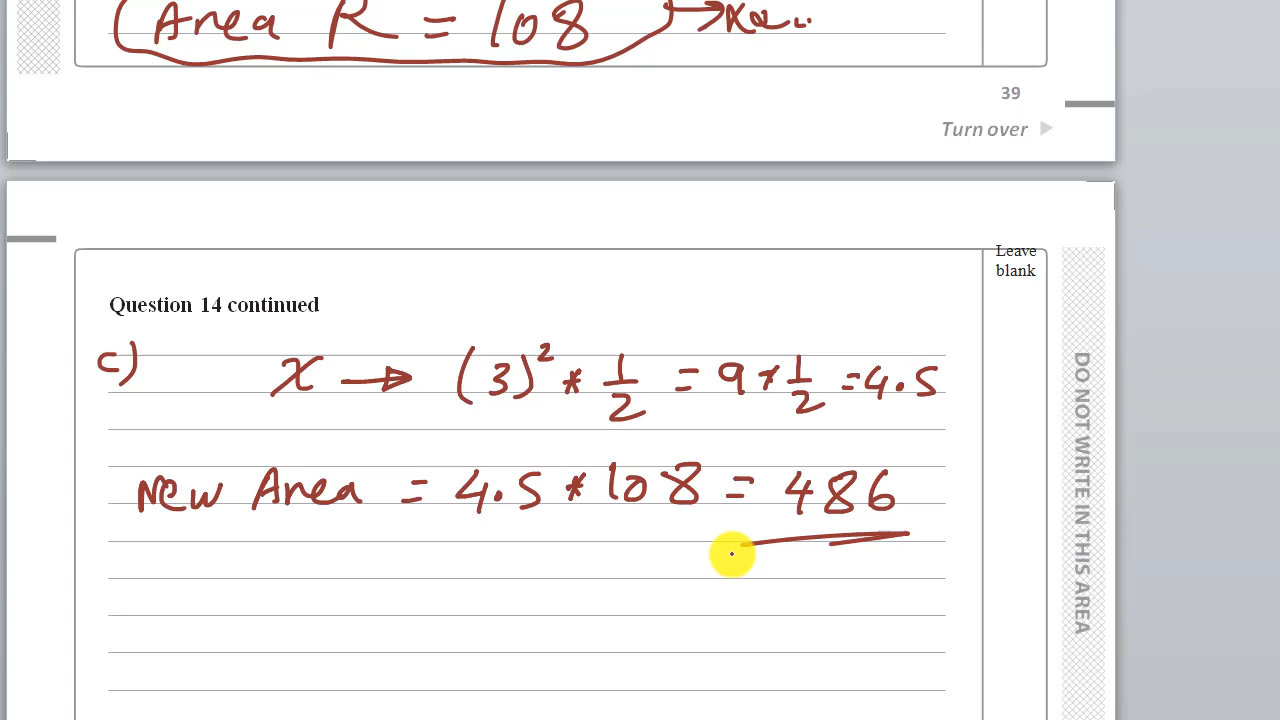 Area R = 108
39
Turn over
Leave
blank
Question 14 continued
c) x → (3)² * 1/2 = 9 * 1/2 = 4.5
New Area = 4.5 * 108 = 486
DO NOT WRITE IN THIS AREA